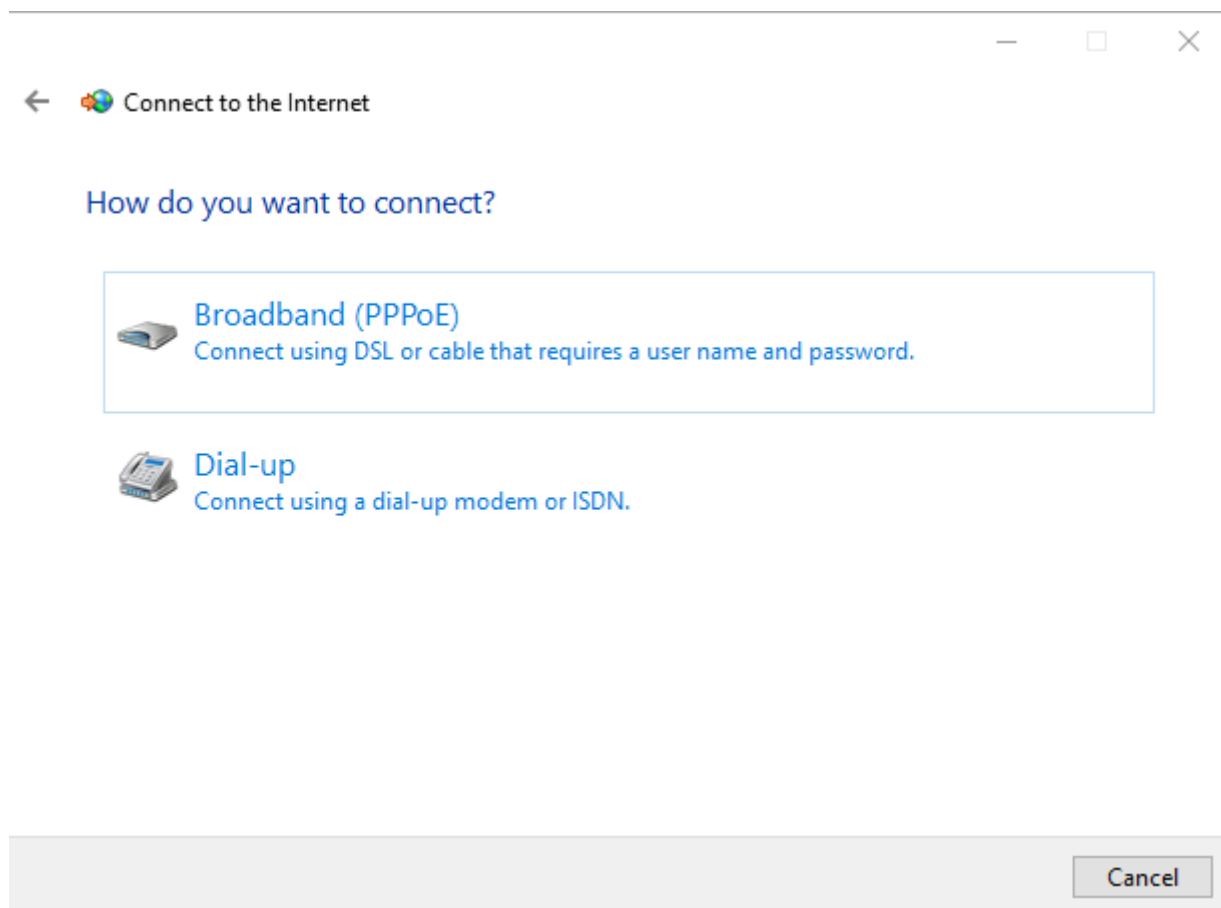 Connect to the Internet
How do you want to connect?
Broadband (PPPoE)
Connect using DSL or cable that requires a user name and password.
Dial-up
Connect using a dial-up modem or ISDN.
Cancel